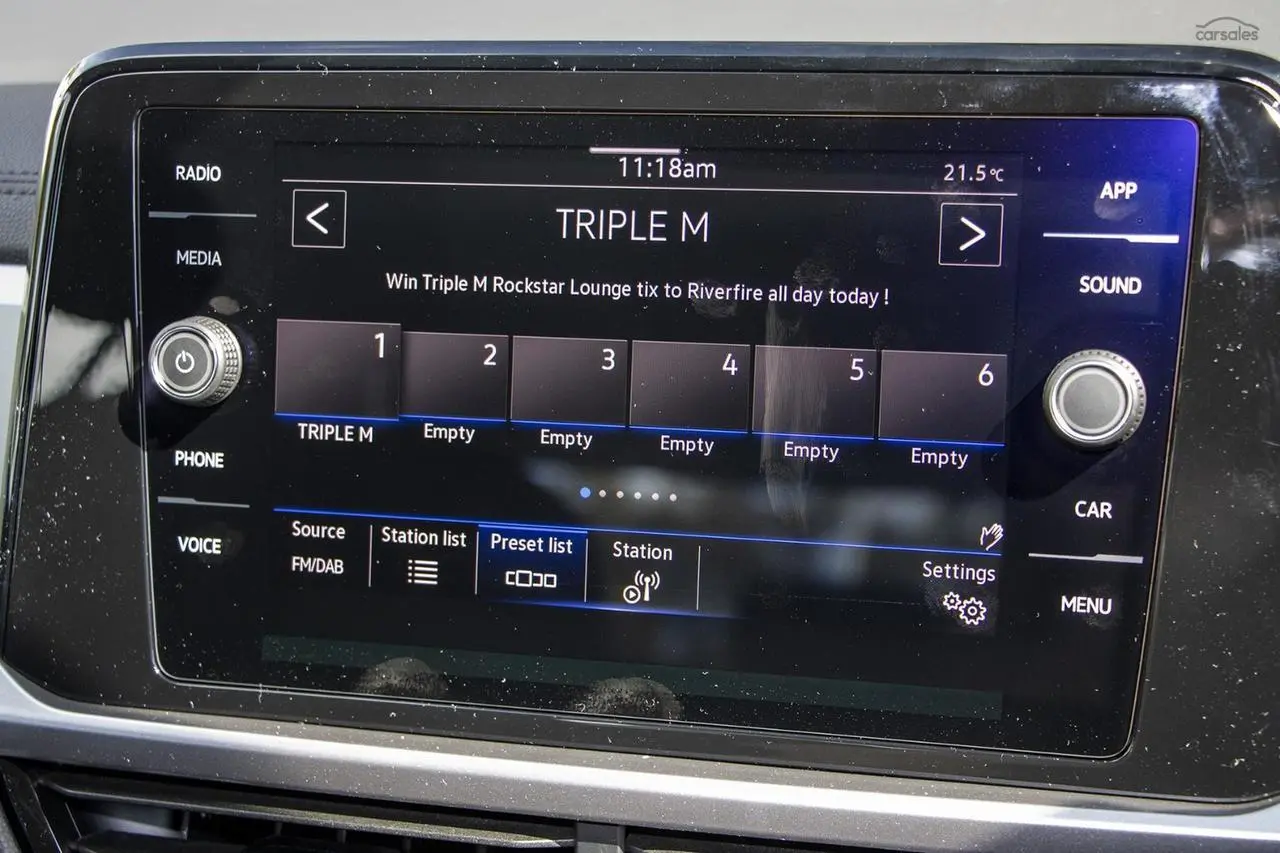 carsales
RADIO
MEDIA
PHONE
VOICE
11:18am
21.5°C
<
TRIPLE M
>
Win Triple M Rockstar Lounge tix to Riverfire all day today !
1
2
3
4
5
6
TRIPLE M
Empty
Empty
Empty
Empty
Empty
Source
FM/DAB
Station list
Preset list
Station
Settings
APP
SOUND
CAR
MENU